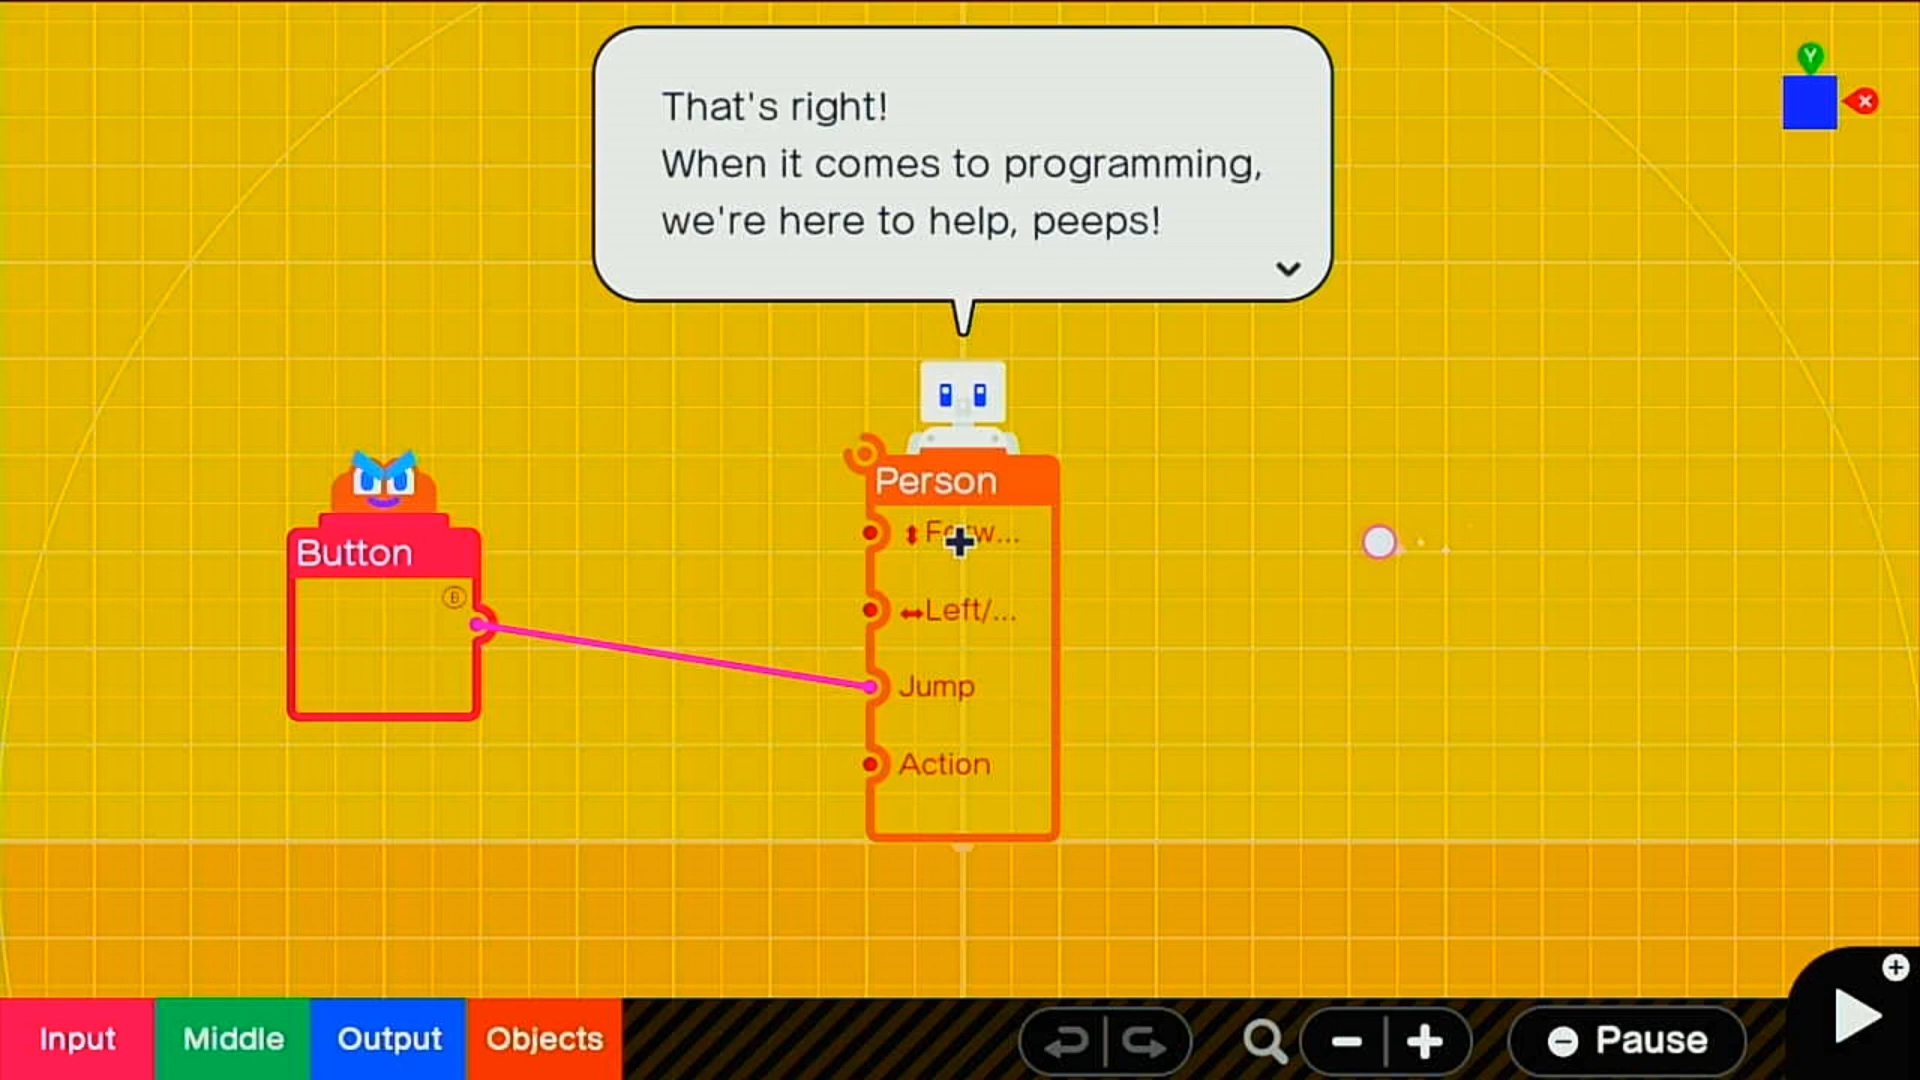 That's right!
When it comes to programming,
we're here to help, peeps!
Y
X
Person
Forw...
Left/...
Jump
Action
Button
B
Input
Middle
Output
Objects
Pause